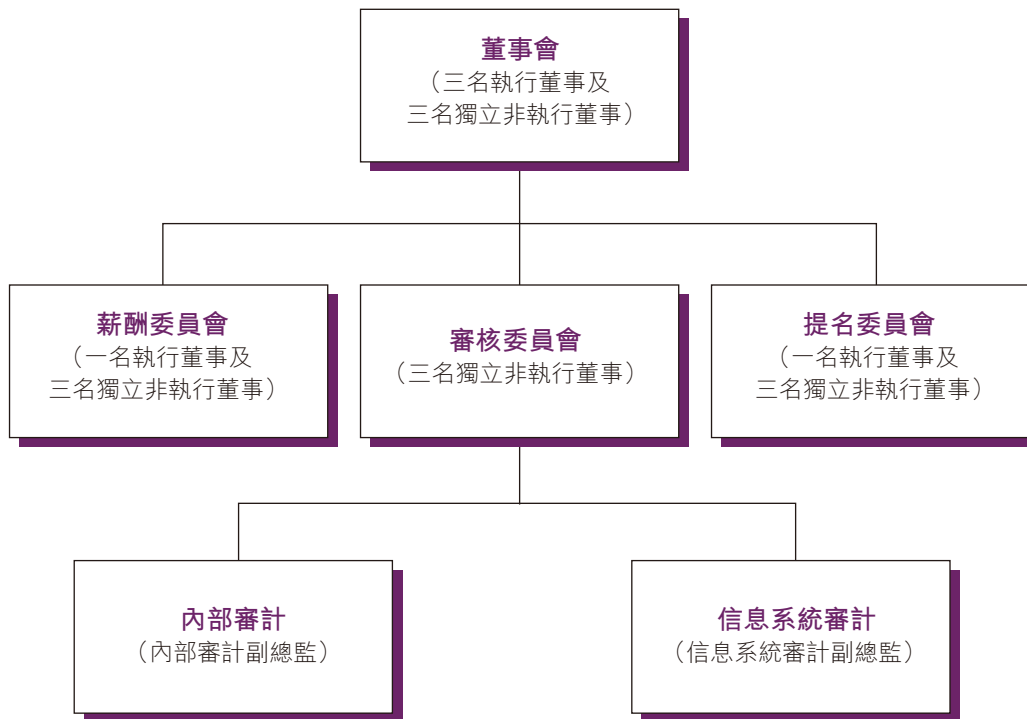 董事會
（三名執行董事及
三名獨立非執行董事）
薪酬委員會
（一名執行董事及
三名獨立非執行董事）
審核委員會
（三名獨立非執行董事）
提名委員會
（一名執行董事及
三名獨立非執行董事）
內部審計
（內部審計副總監）
信息系統審計
（信息系統審計副總監）